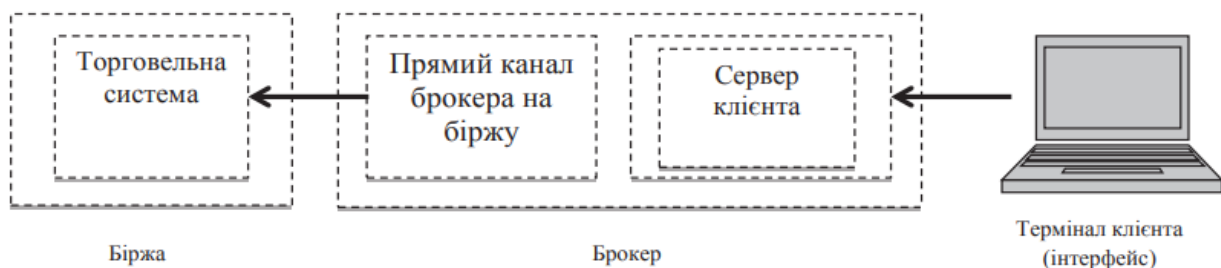 Торговельна
система
Прямий канал
брокера на
біржу
Сервер
клієнта
Біржа
Брокер
Термінал клієнта
(інтерфейс)